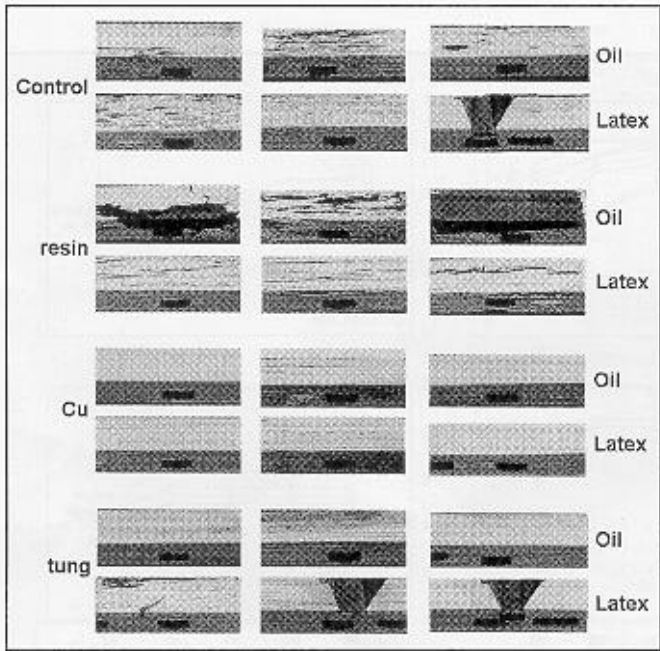 Oil
Control
Latex
Oil
resin
Latex
Oil
Cu
Latex
Oil
tung
Latex